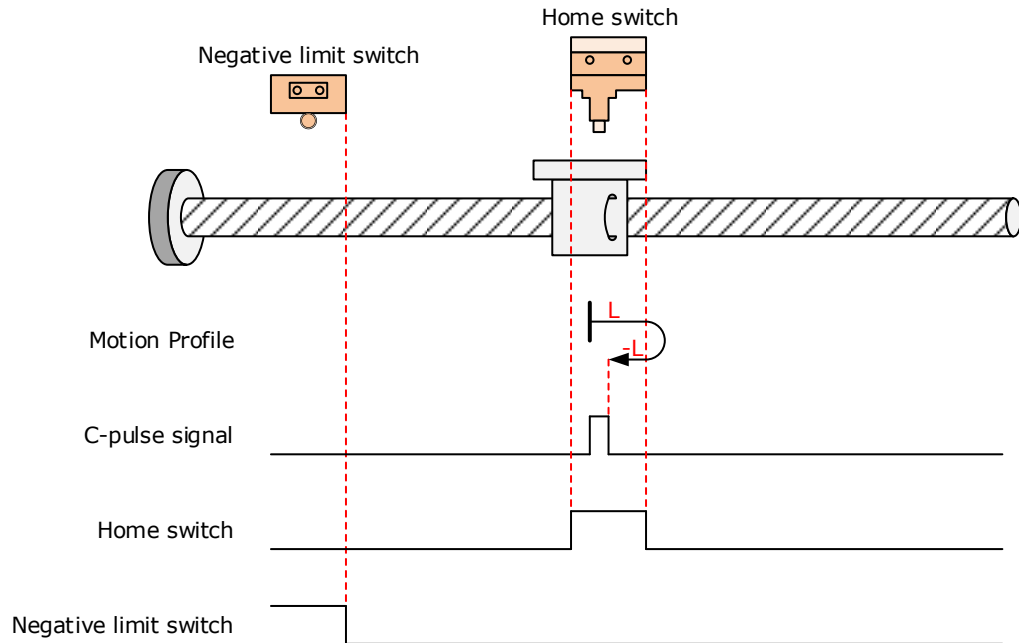 Home switch
Negative limit switch
L
Motion Profile
-L
C-pulse signal
Home switch
Negative limit switch